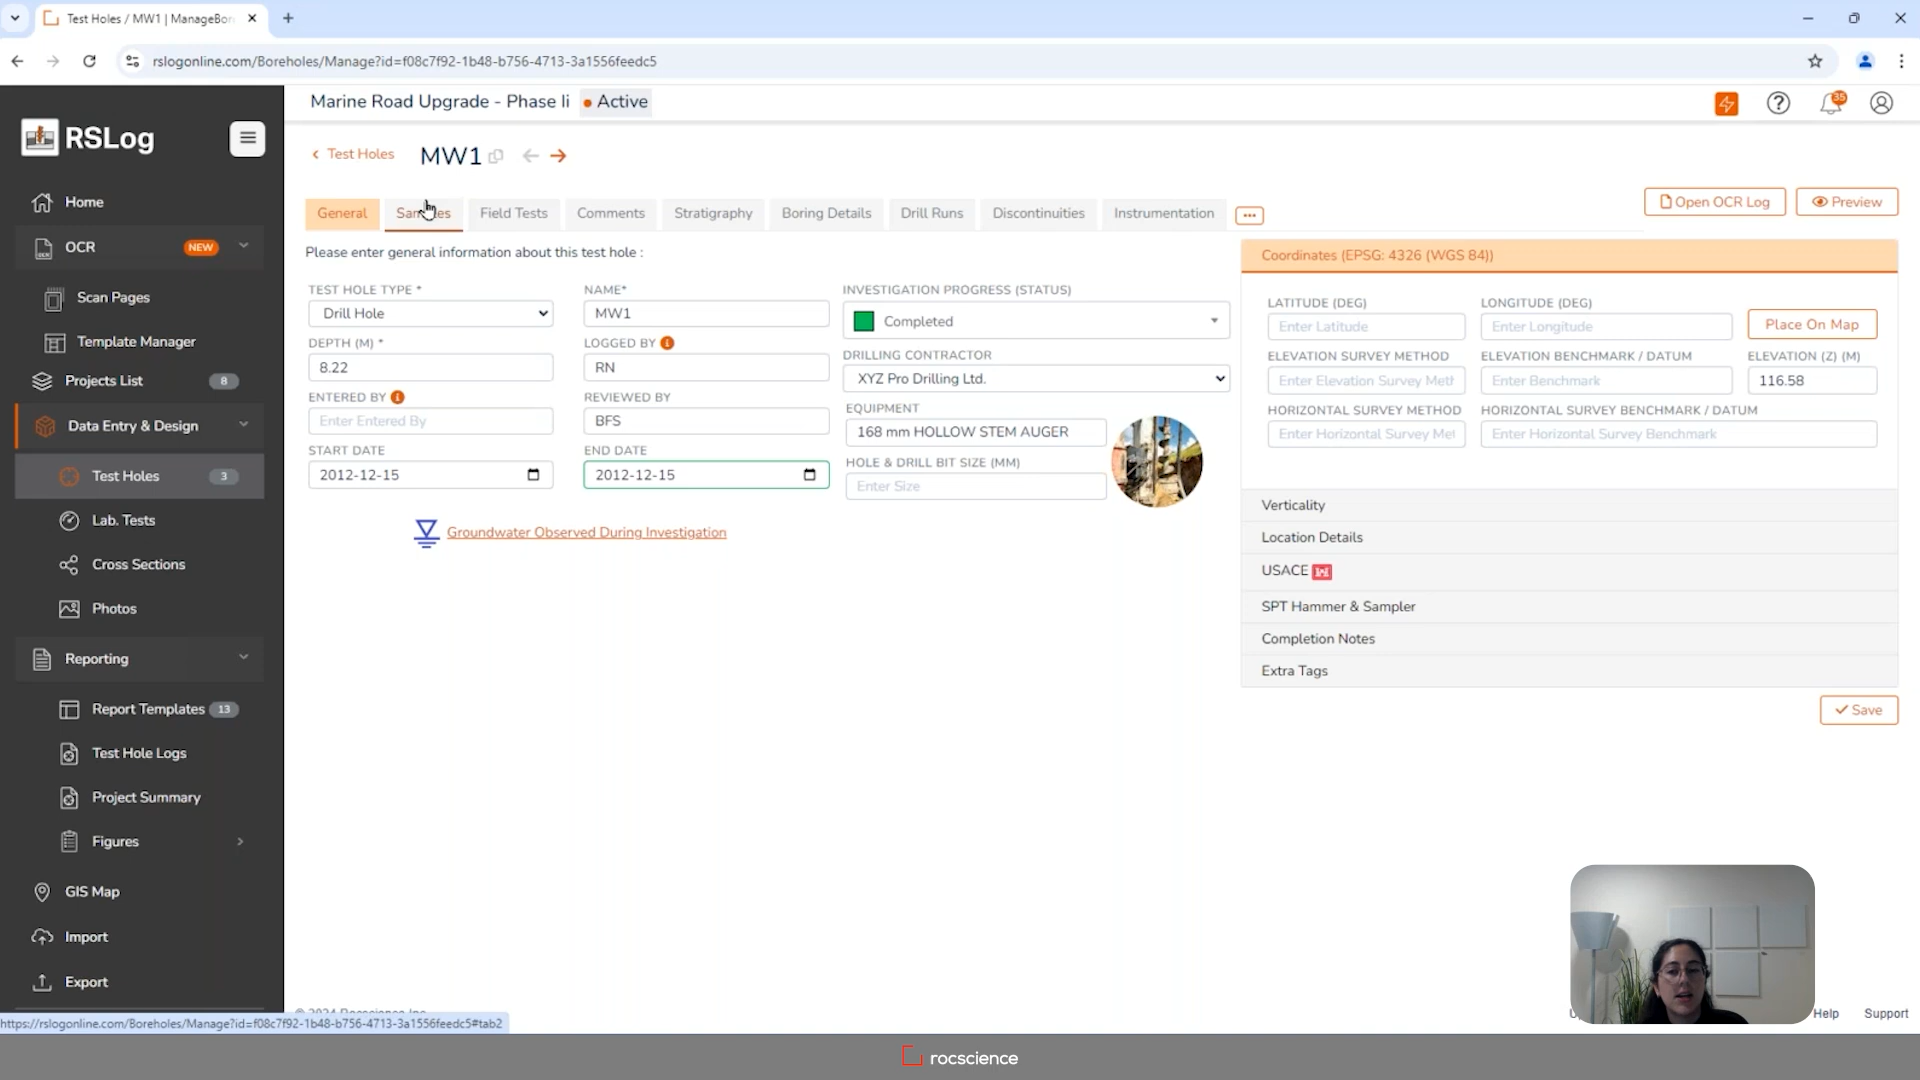 Test Holes / MW1 | ManageBor
rslogonline.com/Boreholes/Manage?id=f08c7f92-1b48-b756-4713-3a1556feedc5
RSLog
Home
OCR NEW
Scan Pages
Template Manager
Projects List 8
Data Entry & Design
Test Holes 3
Lab. Tests
Cross Sections
Photos
Reporting
Report Templates 13
Test Hole Logs
Project Summary
Figures
GIS Map
Import
Export
Marine Road Upgrade - Phase Ii Active
35
Test Holes MW1
General Samples Field Tests Comments Stratigraphy Boring Details Drill Runs Discontinuities Instrumentation
Open OCR Log Preview
Please enter general information about this test hole :
TEST HOLE TYPE * NAME* INVESTIGATION PROGRESS (STATUS)
Drill Hole MW1 Completed
DEPTH (M) * LOGGED BY DRILLING CONTRACTOR
8.22 RN XYZ Pro Drilling Ltd.
ENTERED BY REVIEWED BY EQUIPMENT
Enter Entered By BFS 168 mm HOLLOW STEM AUGER
START DATE END DATE HOLE & DRILL BIT SIZE (MM)
2012-12-15 2012-12-15 Enter Size
Groundwater Observed During Investigation
Coordinates (EPSG: 4326 (WGS 84))
LATITUDE (DEG) LONGITUDE (DEG)
Enter Latitude Enter Longitude Place On Map
ELEVATION SURVEY METHOD ELEVATION BENCHMARK / DATUM ELEVATION (Z) (M)
Enter Elevation Survey Meth Enter Benchmark 116.58
HORIZONTAL SURVEY METHOD HORIZONTAL SURVEY BENCHMARK / DATUM
Enter Horizontal Survey Met Enter Horizontal Survey Benchmark
Verticality
Location Details
USACE
SPT Hammer & Sampler
Completion Notes
Extra Tags
Save
© 2024 Rocscience Inc.
Help Support
https://rslogonline.com/Boreholes/Manage?id=f08c7f92-1b48-b756-4713-3a1556feedc5#tab2
rocscience